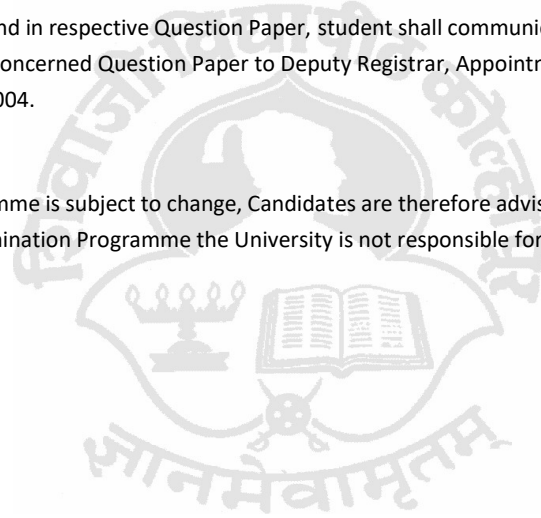 nd in respective Question Paper, student shall communic
oncerned Question Paper to Deputy Registrar, Appointr
004.
mme is subject to change, Candidates are therefore advis
nination Programme the University is not responsible for
शिवाजी विद्यापीठ कोल्हापूर
ज्ञानमेवामृतम्